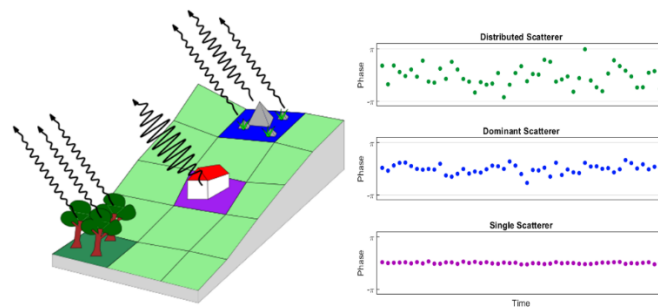 Distributed Scatterer
π
Phase
-π
Dominant Scatterer
π
Phase
-π
Single Scatterer
π
Phase
-π
Time